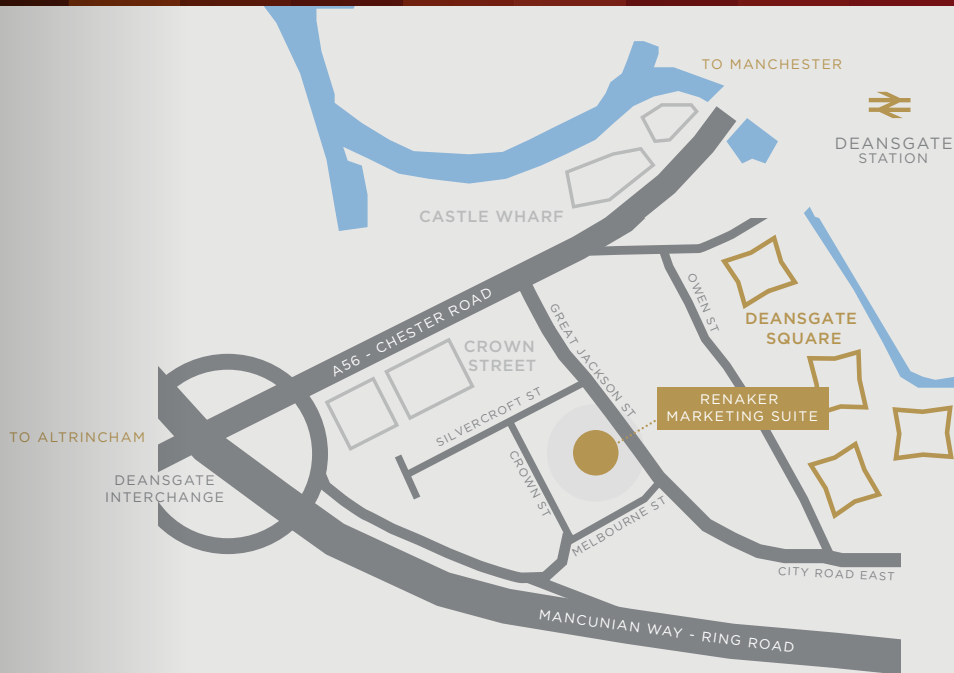 TO MANCHESTER
DEANSGATE
STATION
CASTLE WHARF
A56 - CHESTER ROAD
OWEN ST
GREAT JACKSON ST
DEANSGATE
SQUARE
CROWN
STREET
SILVERCROFT ST
RENAKER
MARKETING SUITE
TO ALTRINCHAM
DEANSGATE
INTERCHANGE
CROWN ST
MELBOURNE ST
CITY ROAD EAST
MANCUNIAN WAY - RING ROAD